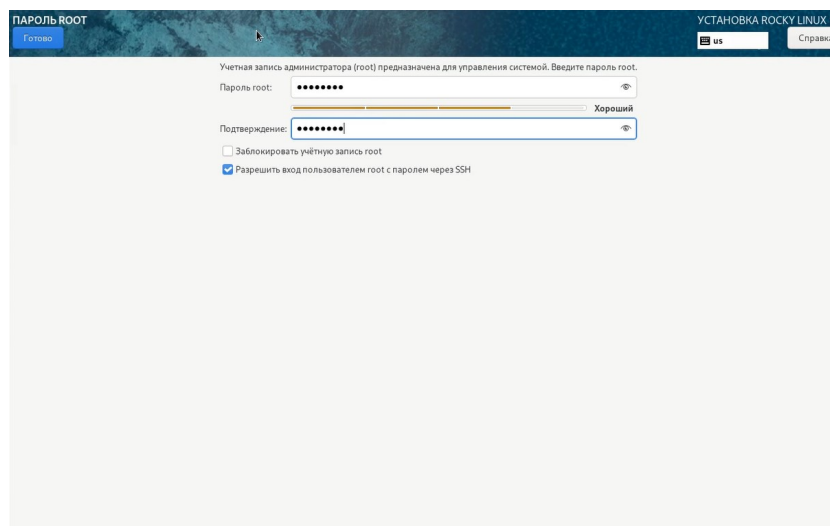 ПАРОЛЬ ROOT
УСТАНОВКА ROCKY LINUX
Готово
us
Справка
Учетная запись администратора (root) предназначена для управления системой. Введите пароль root.
Пароль root: ●●●●●●●●
Хороший
Подтверждение: ●●●●●●●●
Заблокировать учётную запись root
Разрешить вход пользователем root с паролем через SSH